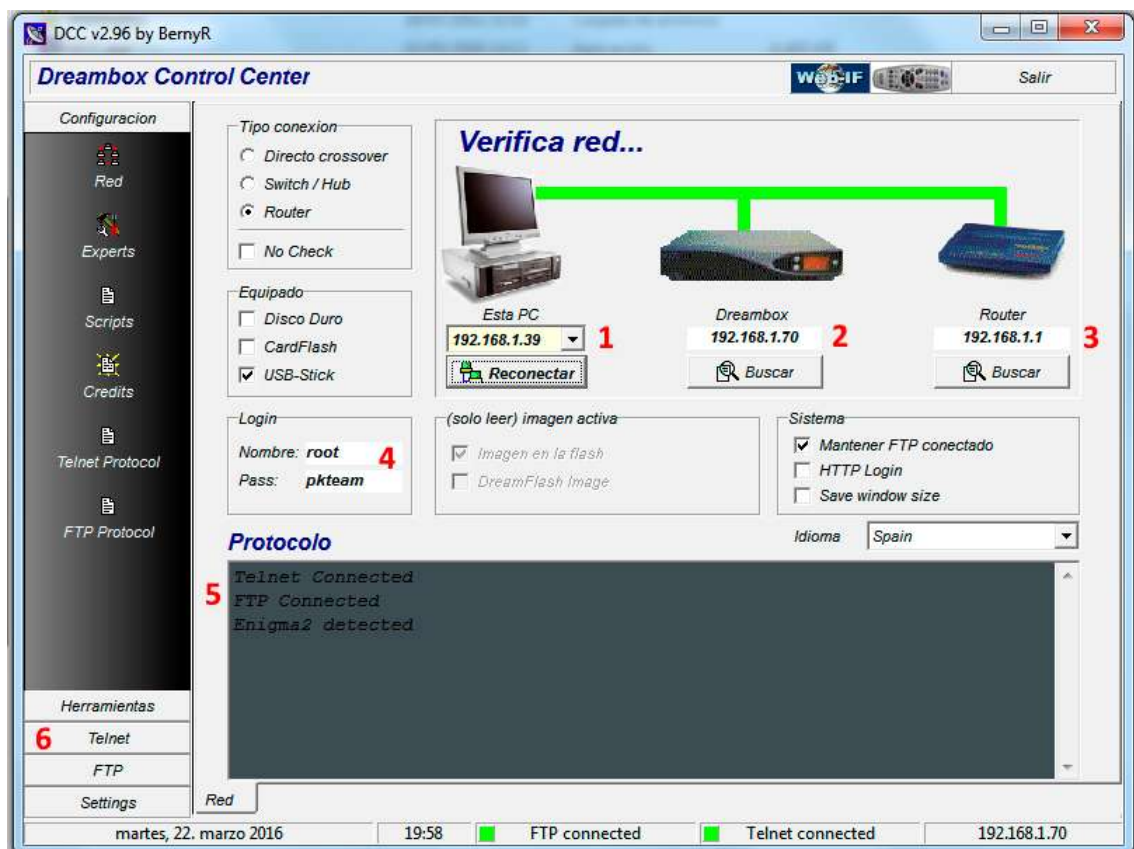 DCC v2.96 by BernyR
Dreambox Control Center
Web-IF
Salir
Configuracion
Red
Experts
Scripts
Credits
Telnet Protocol
FTP Protocol
Herramientas
6
Telnet
FTP
Settings
Tipo conexion
Directo crossover
Switch / Hub
Router
No Check
Equipado
Disco Duro
CardFlash
USB-Stick
Verifica red...
Esta PC
192.168.1.39
1
Reconectar
Dreambox
192.168.1.70
2
Buscar
Router
192.168.1.1
3
Buscar
Login
Nombre: root
4
Pass: pkteam
(solo leer) imagen activa
Imagen en la flash
DreamFlash Image
Sistema
Mantener FTP conectado
HTTP Login
Save window size
Idioma Spain
Protocolo
5
Telnet Connected
FTP Connected
Enigma2 detected
Red
martes, 22. marzo 2016 19:58 FTP connected Telnet connected 192.168.1.70